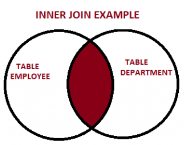 INNER JOIN EXAMPLE
TABLE
EMPLOYEE
TABLE
DEPARTMENT